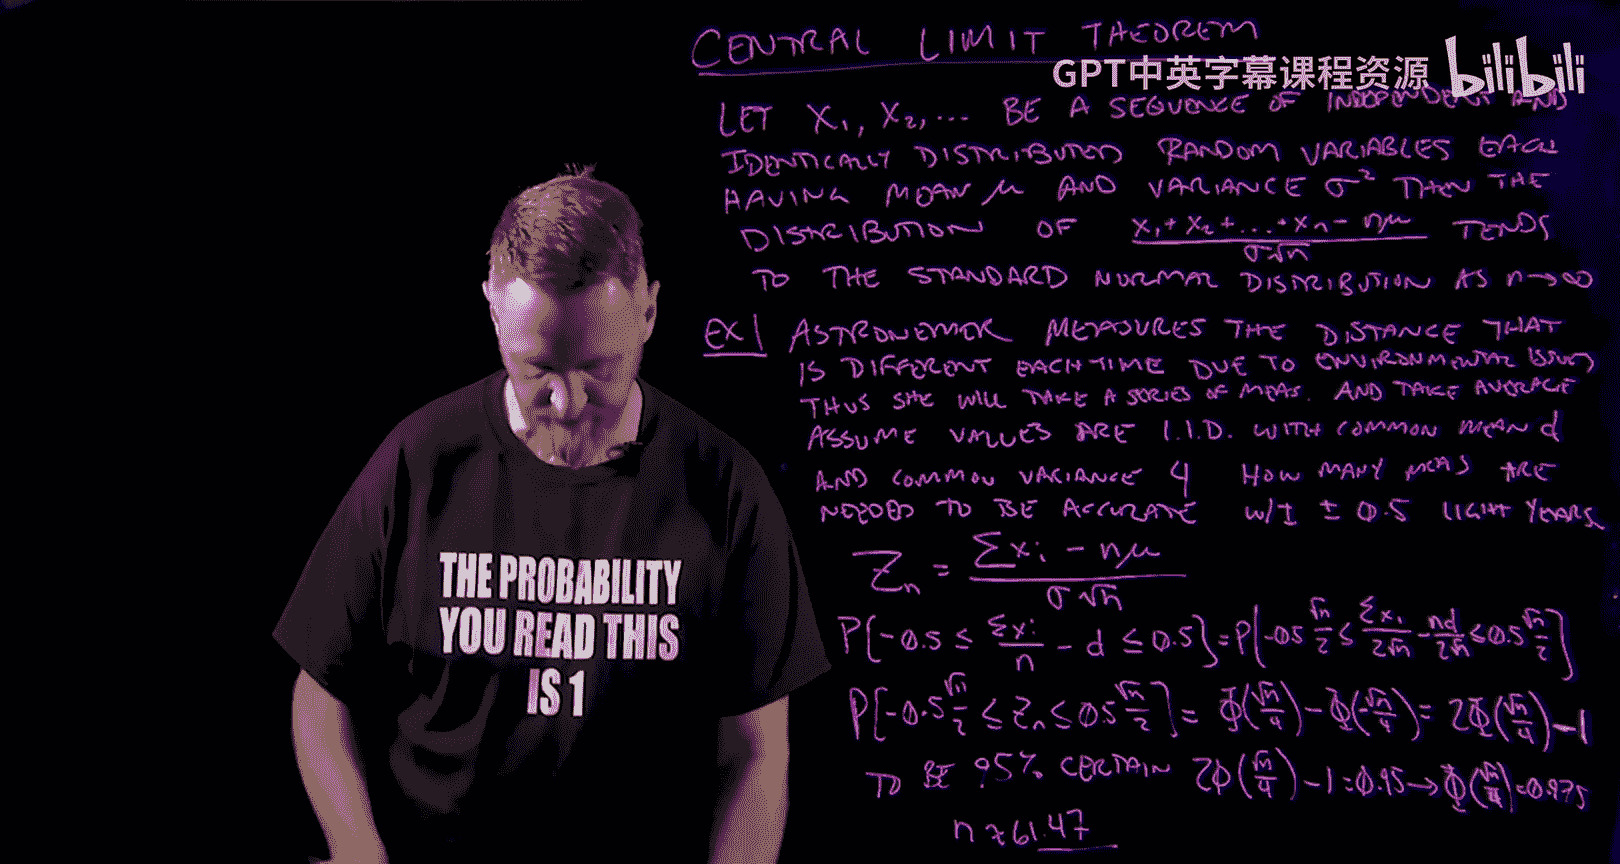 CENTRAL LIMIT THEOREM
GPT中英字幕课程资源 bilibili
LET X₁, X₂, ... BE A SEQUENCE OF INDEPENDENT AND
IDENTICALLY DISTRIBUTED RANDOM VARIABLES EACH
HAVING MEAN μ AND VARIANCE σ² THEN THE
DISTRIBUTION OF (X₁ + X₂ + ... + Xₙ - nμ)/(σ√n) TENDS
TO THE STANDARD NORMAL DISTRIBUTION AS n→∞
EX1 ASTRONEMER MEASURES THE DISTANCE THAT
IS DIFFERENT EACH TIME DUE TO ENVIRONMENTAL ISSUES
THUS SHE WILL TAKE A SERIES OF MEAS. AND TAKE AVERAGE
ASSUME VALUES ARE I.I.D. WITH COMMON MEAN d
AND COMMON VARIANCE 4 HOW MANY MEAS ARE
NEEDED TO BE ACCURATE W/I ± 0.5 LIGHT YEARS
Zₙ = (Σxᵢ - nμ)/(σ√n)
P[-0.5 ≤ Σxᵢ/n - d ≤ 0.5] = P[-0.5 √n/2 ≤ Σxᵢ/(2√n) - nd/(2√n) ≤ 0.5 √n/2]
P[-0.5 √n/2 ≤ Zₙ ≤ 0.5 √n/2] = Φ(√n/4) - Φ(-√n/4) = 2Φ(√n/4) - 1
TO BE 95% CERTAIN 2Φ(√n/4) - 1 = 0.95 → Φ(√n/4) = 0.975
n ≈ 61.47
THE PROBABILITY
YOU READ THIS
IS 1